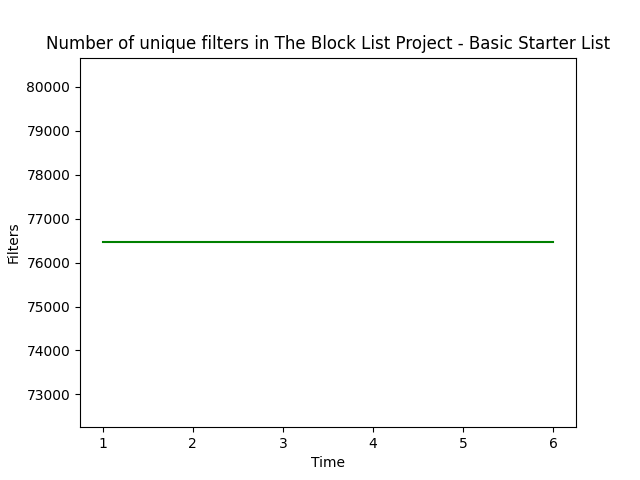 Number of unique filters in The Block List Project - Basic Starter List
80000
79000
78000
77000
76000
75000
74000
73000
Filters
1 2 3 4 5 6
Time